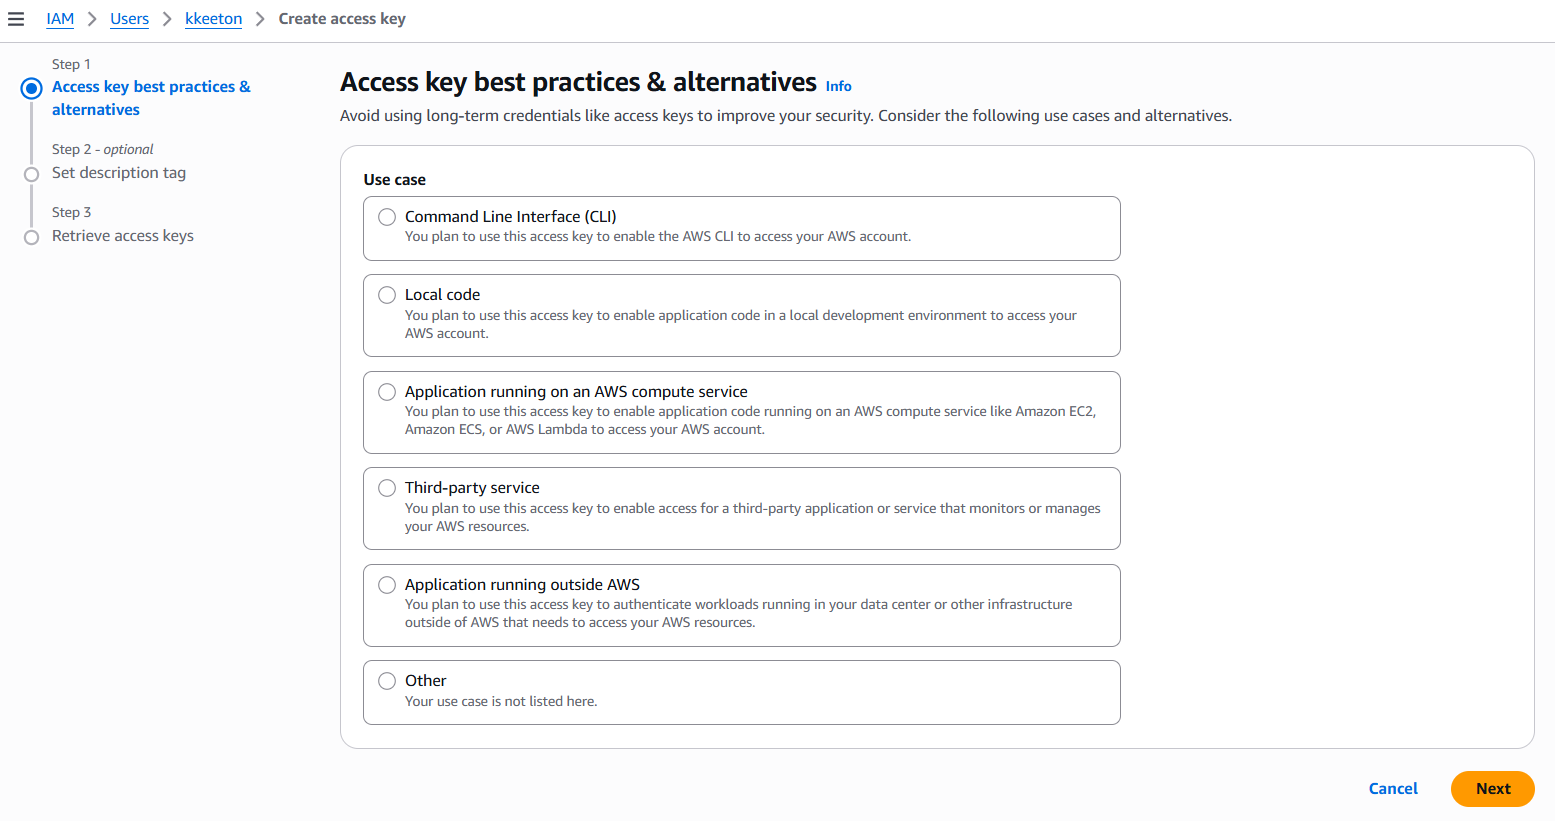 IAM > Users > kkeeton > Create access key
Step 1
Access key best practices &
alternatives
Step 2 - optional
Set description tag
Step 3
Retrieve access keys
Access key best practices & alternatives Info
Avoid using long-term credentials like access keys to improve your security. Consider the following use cases and alternatives.
Use case
Command Line Interface (CLI)
You plan to use this access key to enable the AWS CLI to access your AWS account.
Local code
You plan to use this access key to enable application code in a local development environment to access your
AWS account.
Application running on an AWS compute service
You plan to use this access key to enable application code running on an AWS compute service like Amazon EC2,
Amazon ECS, or AWS Lambda to access your AWS account.
Third-party service
You plan to use this access key to enable access for a third-party application or service that monitors or manages
your AWS resources.
Application running outside AWS
You plan to use this access key to authenticate workloads running in your data center or other infrastructure
outside of AWS that needs to access your AWS resources.
Other
Your use case is not listed here.
Cancel Next